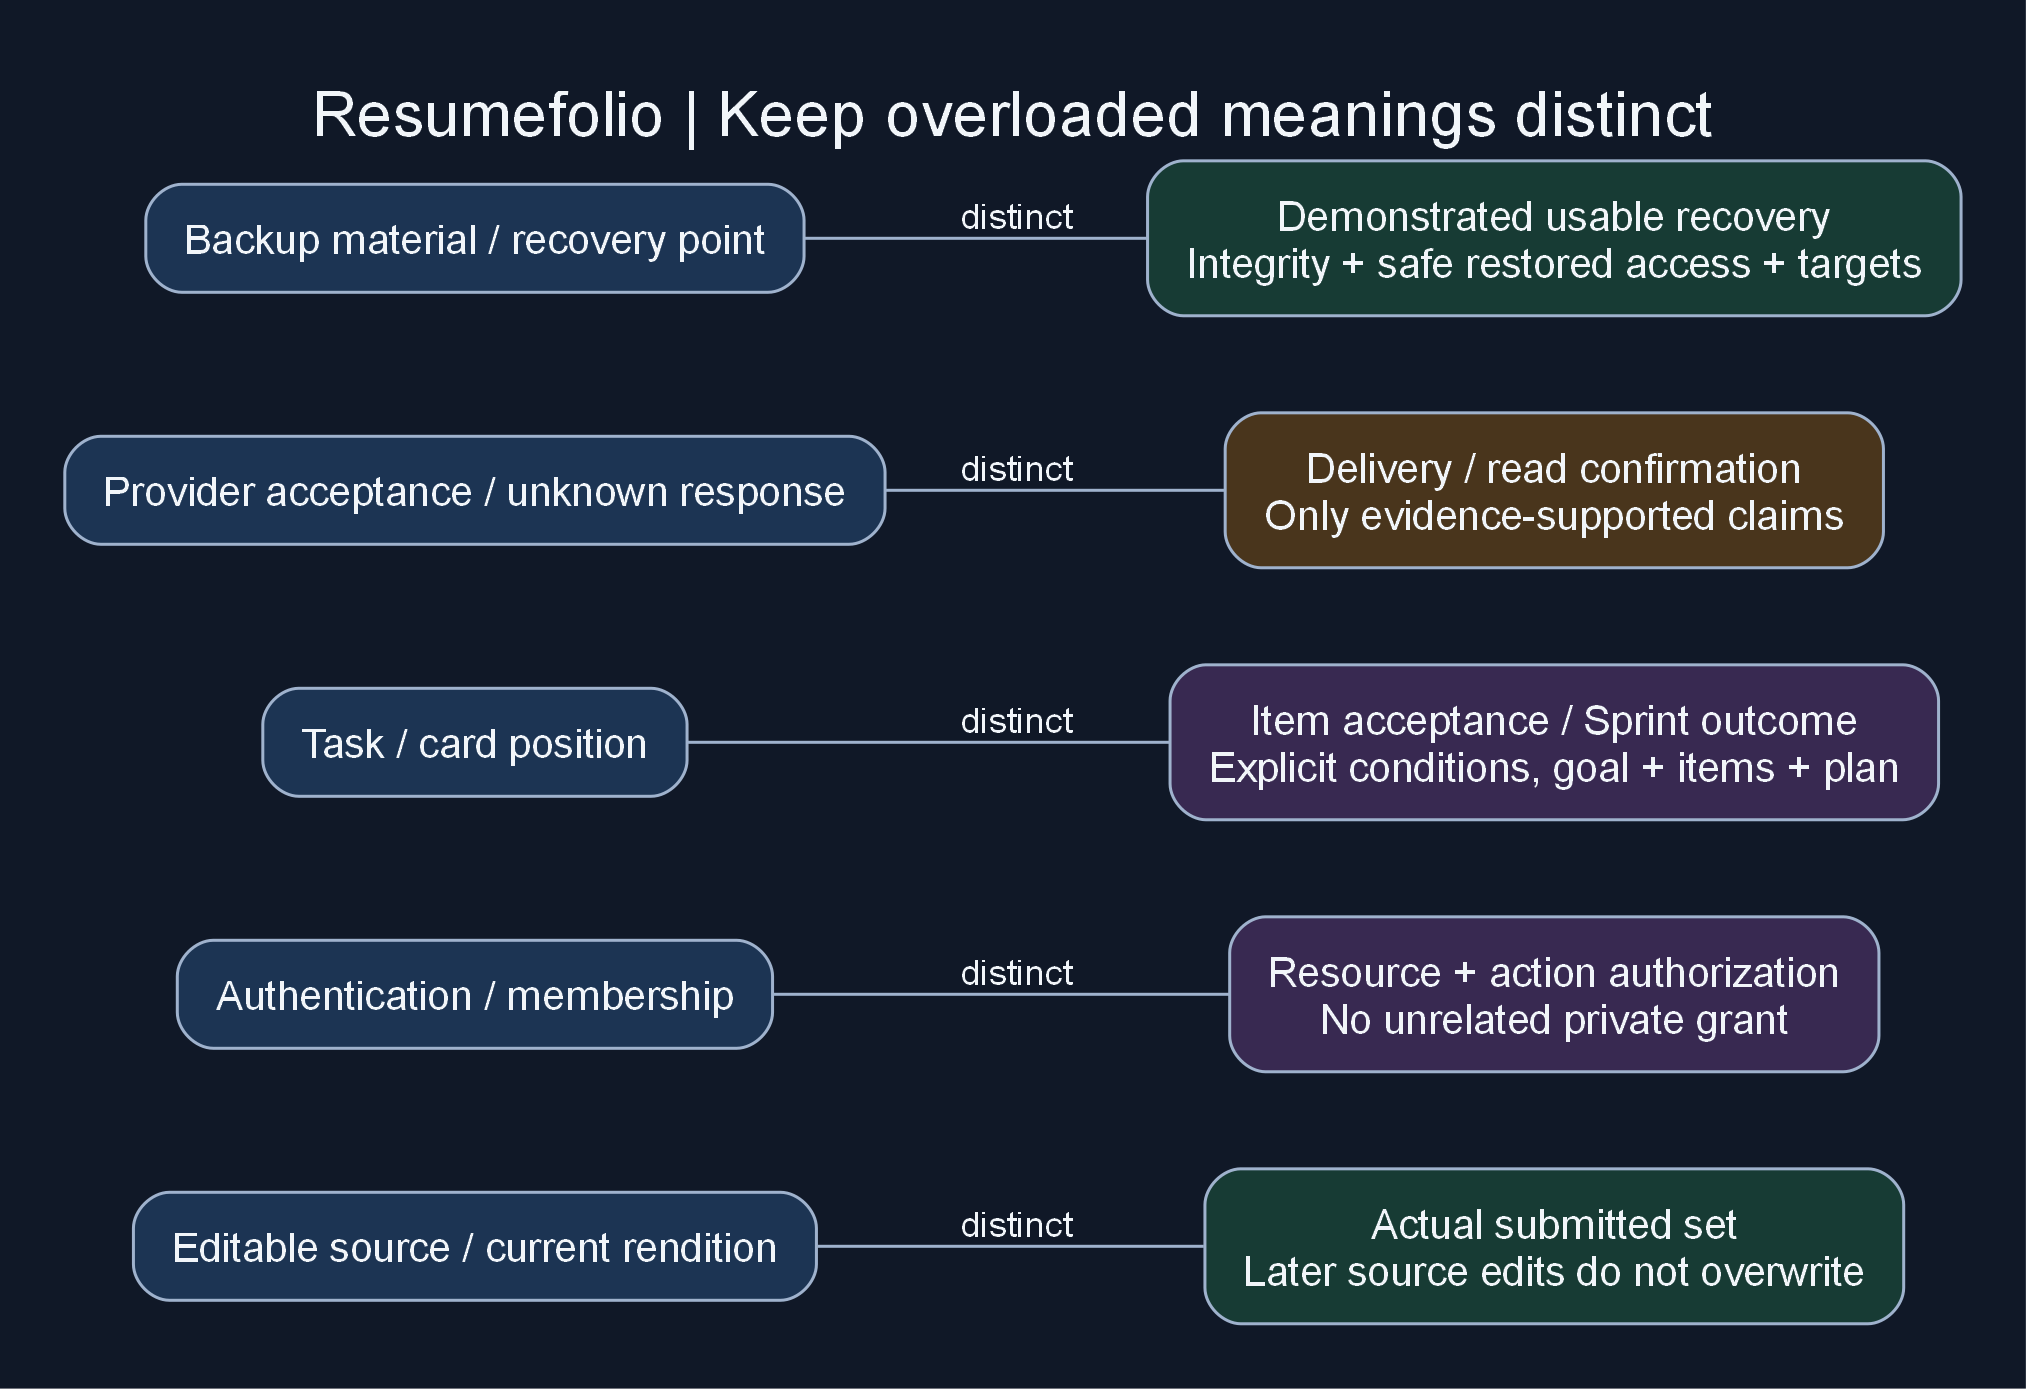 Resumefolio | Keep overloaded meanings distinct
Backup material / recovery point
distinct
Demonstrated usable recovery
Integrity + safe restored access + targets
Provider acceptance / unknown response
distinct
Delivery / read confirmation
Only evidence-supported claims
Task / card position
distinct
Item acceptance / Sprint outcome
Explicit conditions, goal + items + plan
Authentication / membership
distinct
Resource + action authorization
No unrelated private grant
Editable source / current rendition
distinct
Actual submitted set
Later source edits do not overwrite